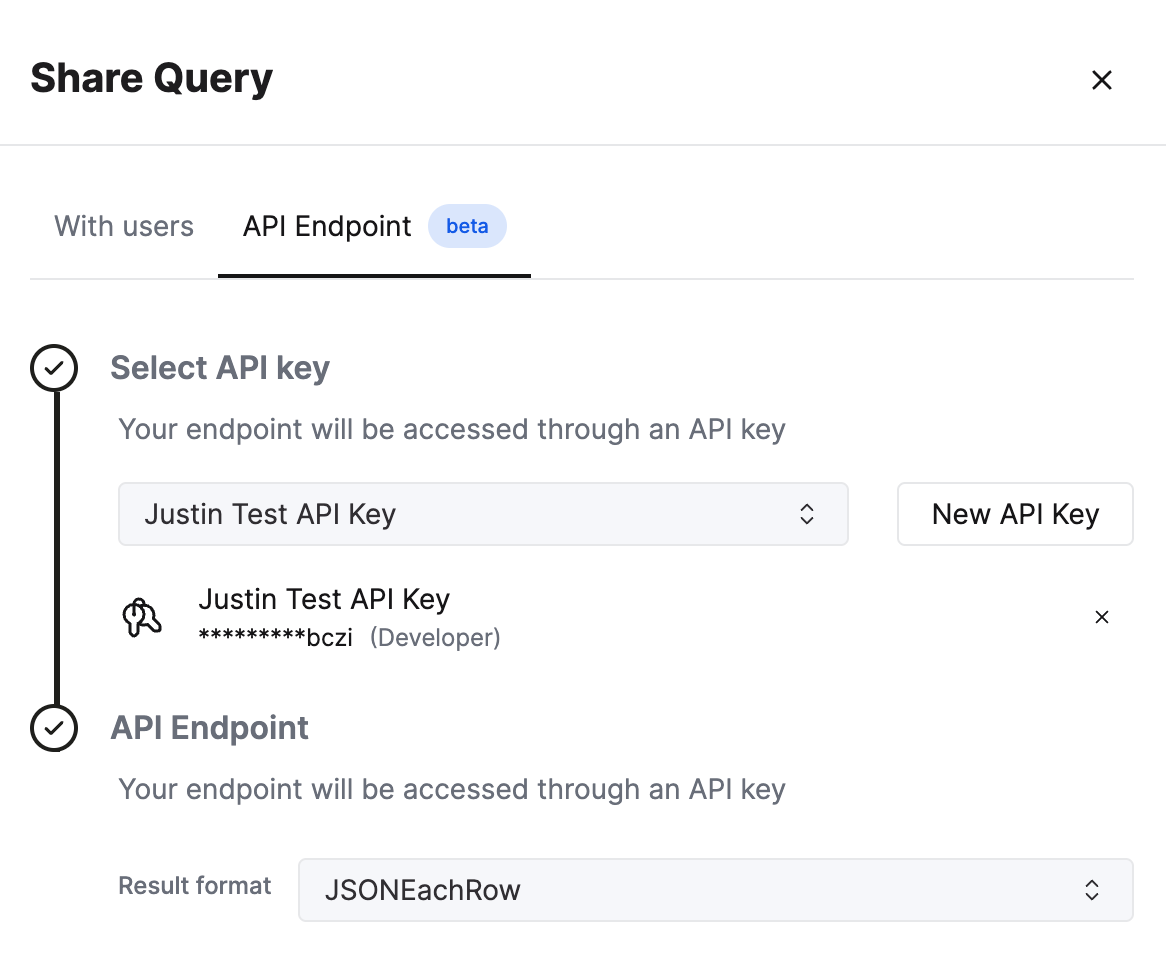 Share Query
With users
API Endpoint beta
Select API key
Your endpoint will be accessed through an API key
Justin Test API Key
New API Key
Justin Test API Key
*********bczi (Developer)
API Endpoint
Your endpoint will be accessed through an API key
Result format
JSONEachRow